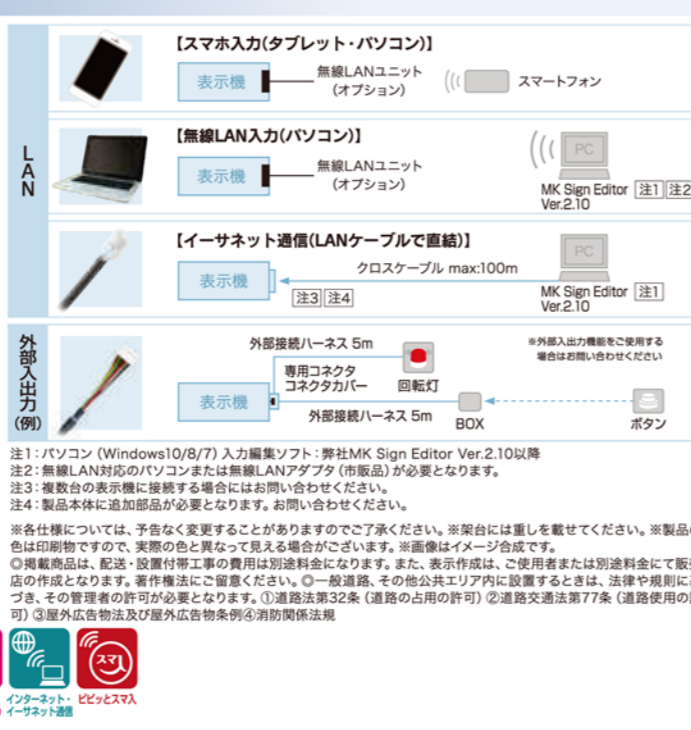 LAN
【スマホ入力(タブレット・パソコン)】
表示機
無線LANユニット
(オプション)
スマートフォン
【無線LAN入力(パソコン)】
表示機
無線LANユニット
(オプション)
PC
MK Sign Editor 注1 注2
Ver.2.10
【イーサネット通信(LANケーブルで直結)】
表示機
クロスケーブル max:100m
注3 注4
PC
MK Sign Editor 注1
Ver.2.10
外部入出力(例)
外部接続ハーネス 5m
専用コネクタ
コネクタカバー
回転灯
※外部入出力機能をご使用する
場合はお問い合わせください
表示機
外部接続ハーネス 5m
BOX
ボタン
注1:パソコン (Windows10/8/7) 入力編集ソフト:弊社MK Sign Editor Ver.2.10以降
注2:無線LAN対応のパソコンまたは無線LANアダプタ (市販品) が必要となります。
注3:複数台の表示機に接続する場合にはお問い合わせください。
注4:製品本体に追加部品が必要となります。お問い合わせください。
※各仕様については、予告なく変更することがありますのでご了承ください。※架台には重しを載せてください。※製品
色は印刷物ですので、実際の色と異なって見える場合がございます。※画像はイメージ合成です。
◎掲載商品は、配送・設置付帯工事の費用は別途料金になります。また、表示作成は、ご使用者または別途料金にて販
店の作成となります。著作権法にご留意ください。◎一般道路、その他公共エリア内に設置するときは、法律や規則に
づき、その管理者の許可が必要となります。①道路法第32条 (道路の占用の許可) ②道路交通法第77条 (道路使用の
可) ③屋外広告物法及び屋外広告物条例④消防関係法規
スマ入
インターネット・
イーサネット通信
ピピッとスマ入